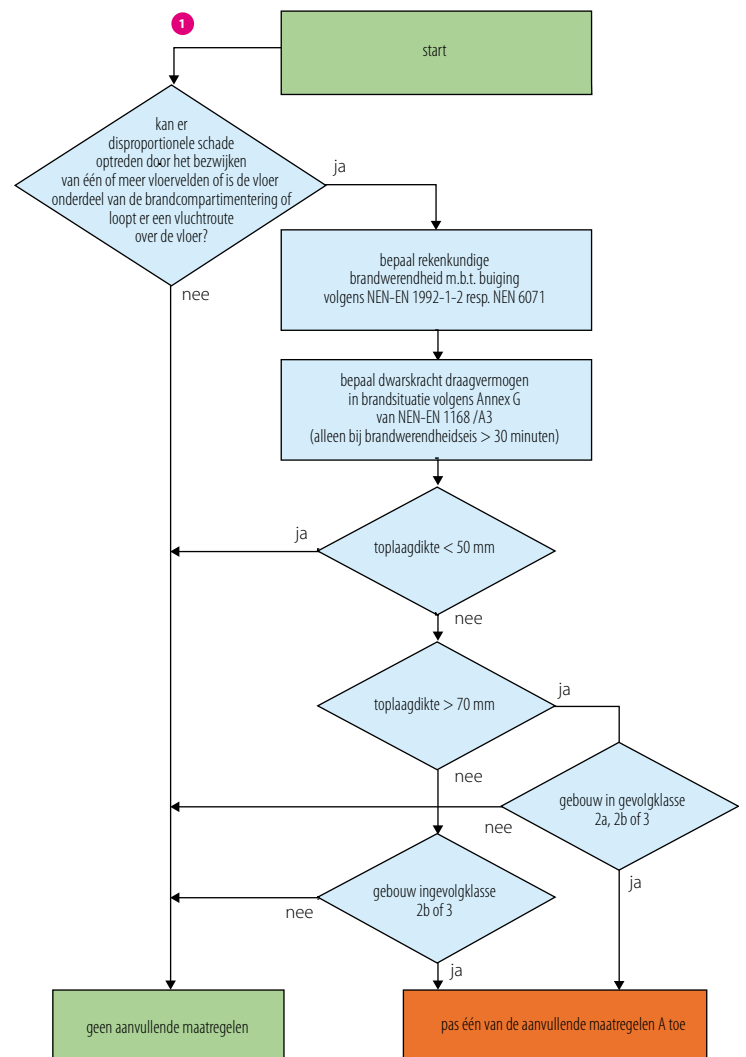 1
start
kan er
disproportionele schade
optreden door het bezwijken
van één of meer vloervelden of is de vloer
onderdeel van de brandcompartimentering of
loopt er een vluchtroute
over de vloer?
ja
nee
bepaal rekenkundige
brandwerendheid m.b.t. buiging
volgens NEN-EN 1992-1-2 resp. NEN 6071
bepaal dwarskracht draagvermogen
in brandsituatie volgens Annex G
van NEN-EN 1168 /A3
(alleen bij brandwerendheidseis > 30 minuten)
ja
toplaagdikte < 50 mm
nee
toplaagdikte > 70 mm
ja
nee
gebouw in gevolgklasse
2a, 2b of 3
nee
ja
gebouw ingevolgklasse
2b of 3
nee
ja
geen aanvullende maatregelen
pas één van de aanvullende maatregelen A toe